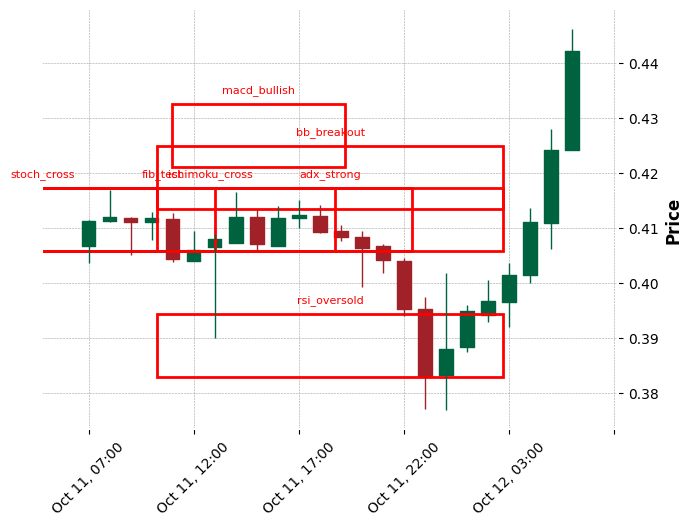 macd_bullish
bb_breakout
stoch_cross
ichimoku_cross
adx_strong
rsi_oversold
0.44
0.43
0.42
0.41
0.40
0.39
0.38
Price
Oct 11, 07:00
Oct 11, 12:00
Oct 11, 17:00
Oct 11, 22:00
Oct 12, 03:00